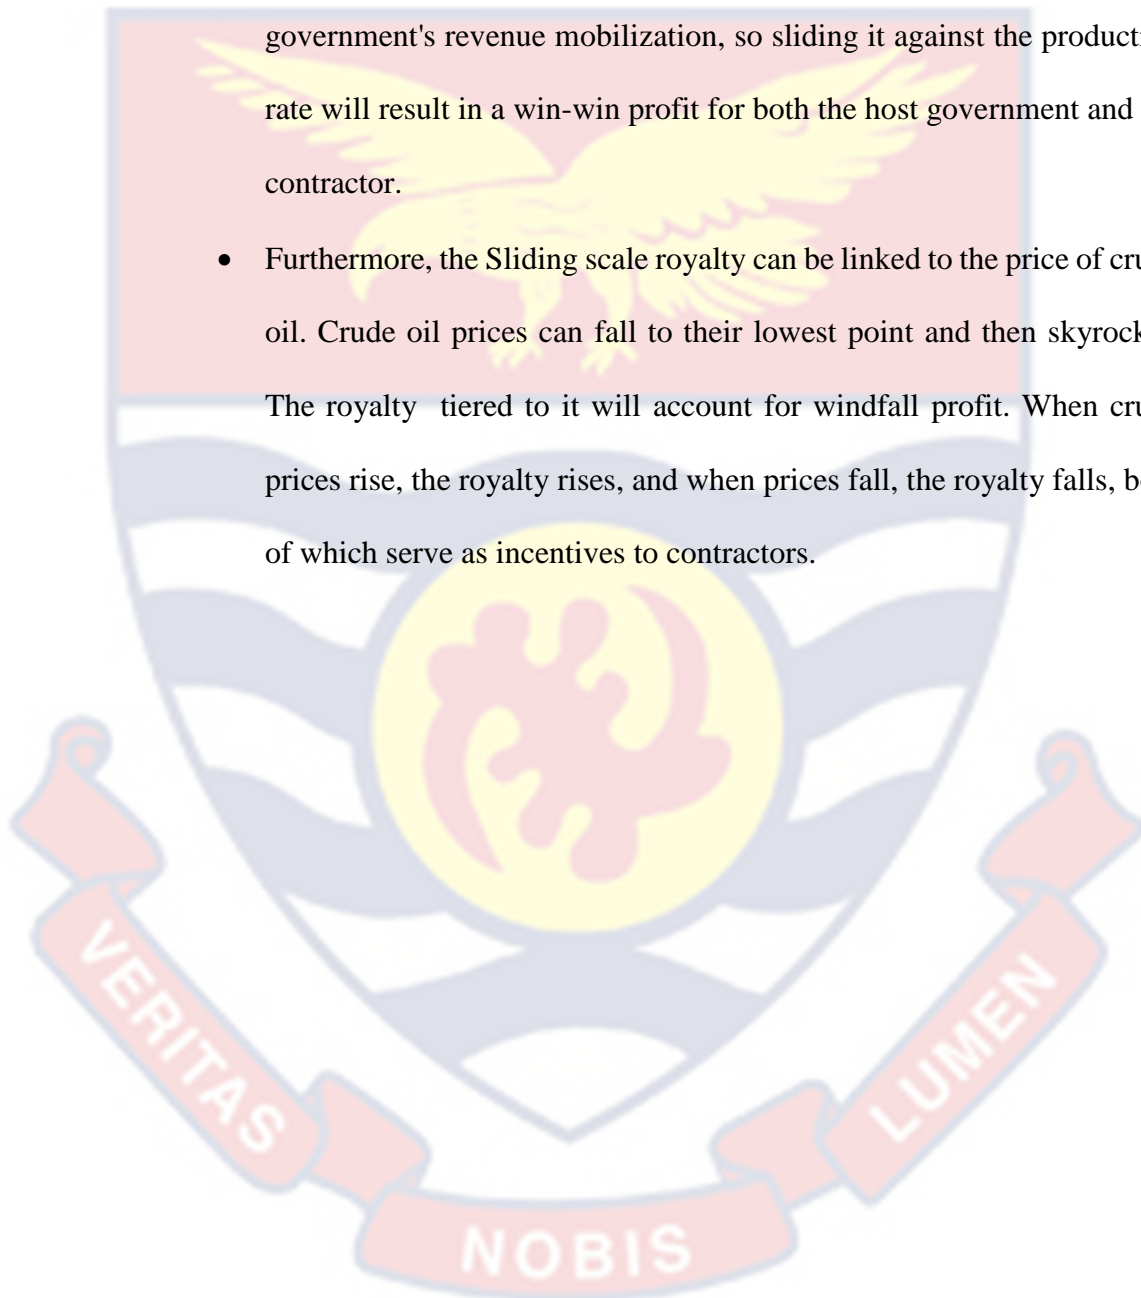 government's revenue mobilization, so sliding it against the producti
rate will result in a win-win profit for both the host government and
contractor.
• Furthermore, the Sliding scale royalty can be linked to the price of cru
oil. Crude oil prices can fall to their lowest point and then skyrock
The royalty tiered to it will account for windfall profit. When cru
prices rise, the royalty rises, and when prices fall, the royalty falls, b
of which serve as incentives to contractors.
VERITAS
NOBIS
LUMEN